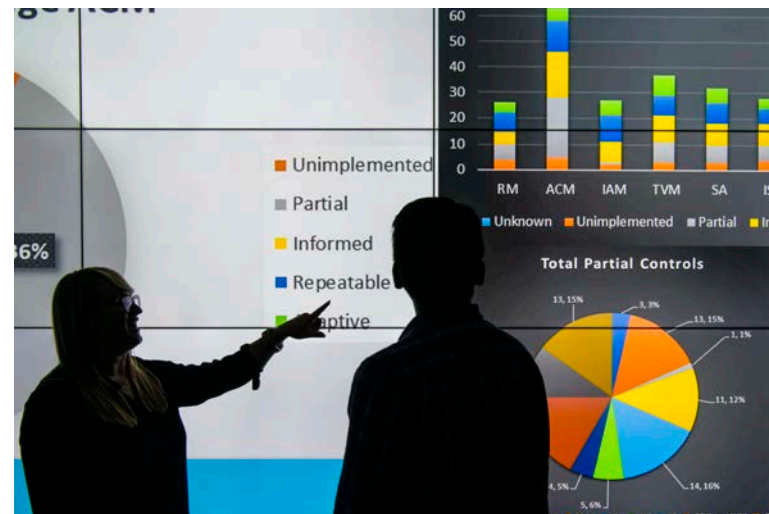 ACM
36%
Unimplemented
Partial
Informed
Repeatable
60
50
40
30
20
10
0
RM ACM IAM TVM SA
Unknown Unimplemented Partial
Total Partial Controls
13, 15%
3, 3%
13, 15%
1, 1%
11, 12%
14, 16%
5, 6%
4, 5%